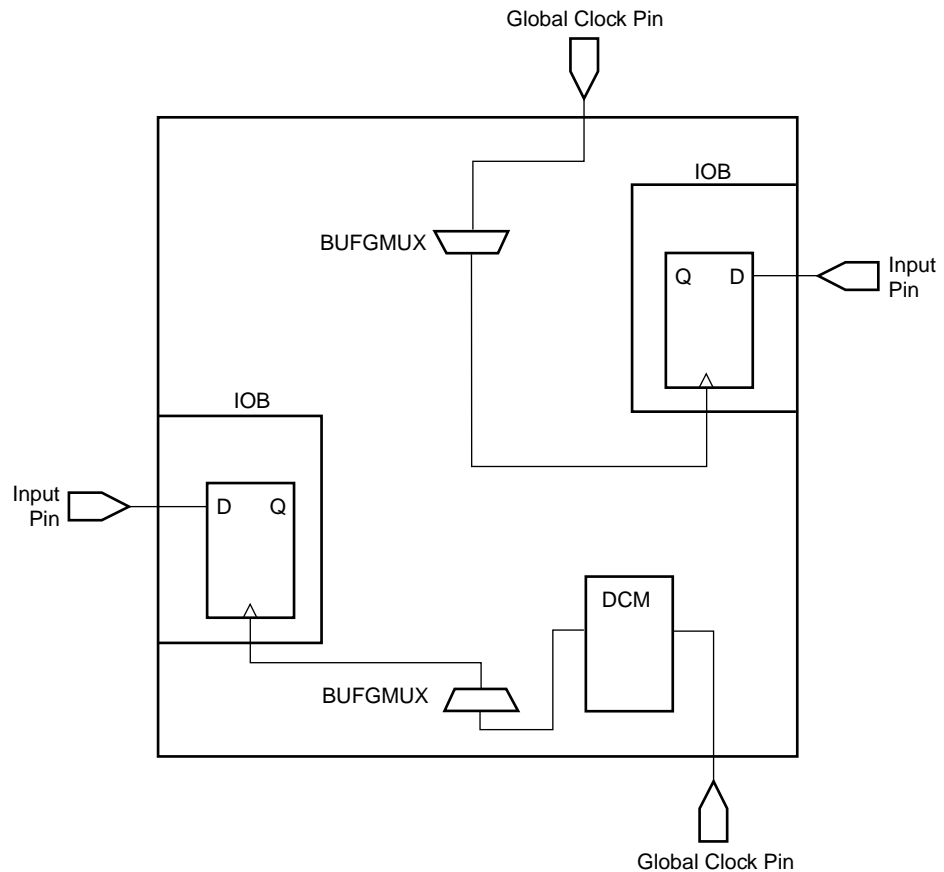 Global Clock Pin
IOB
BUFGMUX
Q D
Input
Pin
IOB
Input
Pin
D Q
DCM
BUFGMUX
Global Clock Pin